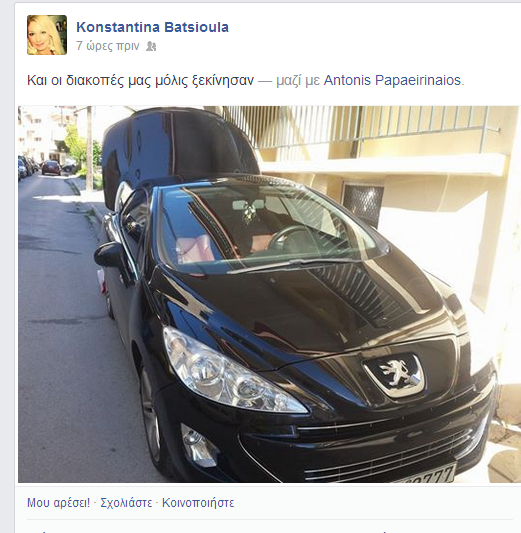 Konstantina Batsioula
7 ώρες πριν
Και οι διακοπές μας μόλις ξεκίνησαν — μαζί με Antonis Papaeirinaios.
Μου αρέσει! · Σχολιάστε · Κοινοποιήστε